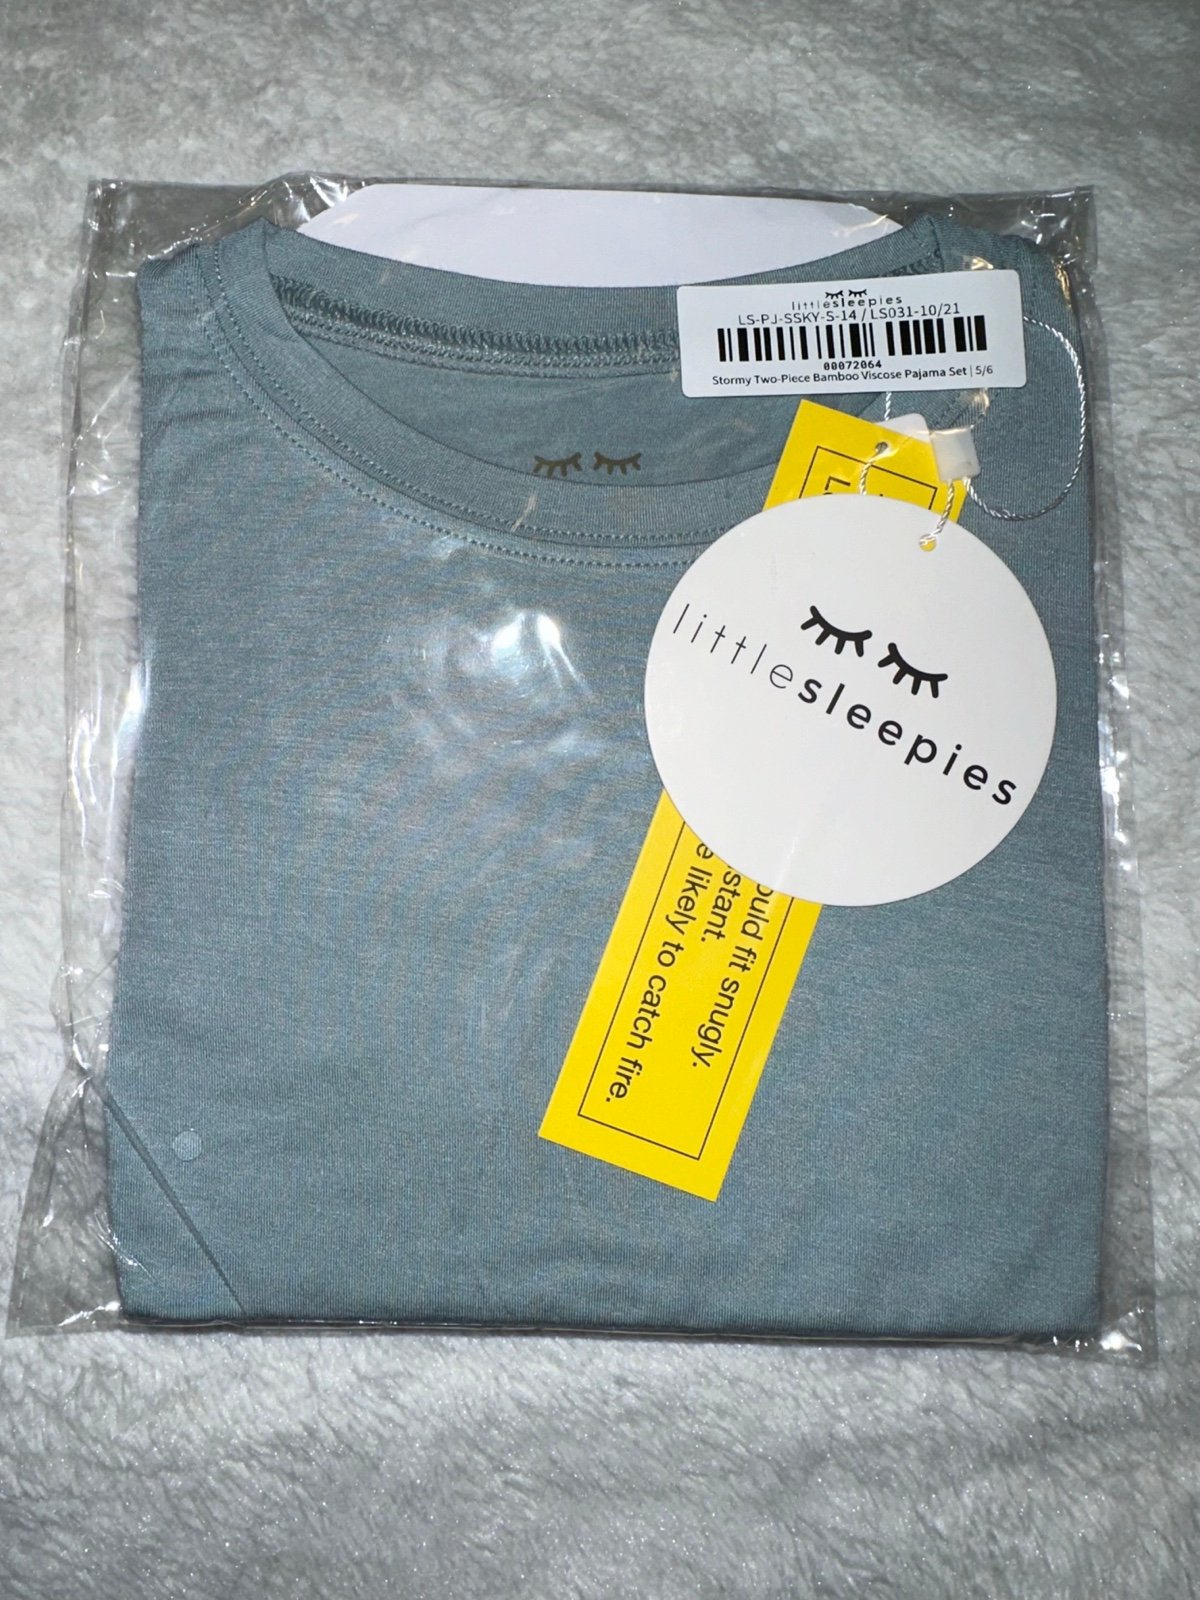 littlesleepies
LS-PJ-SSKY-S-14 / LS031-10/21
00072064
Stormy Two-Piece Bamboo Viscose Pajama Set | 5/6
littlesleepies
fit snugly.
likely to catch fire.